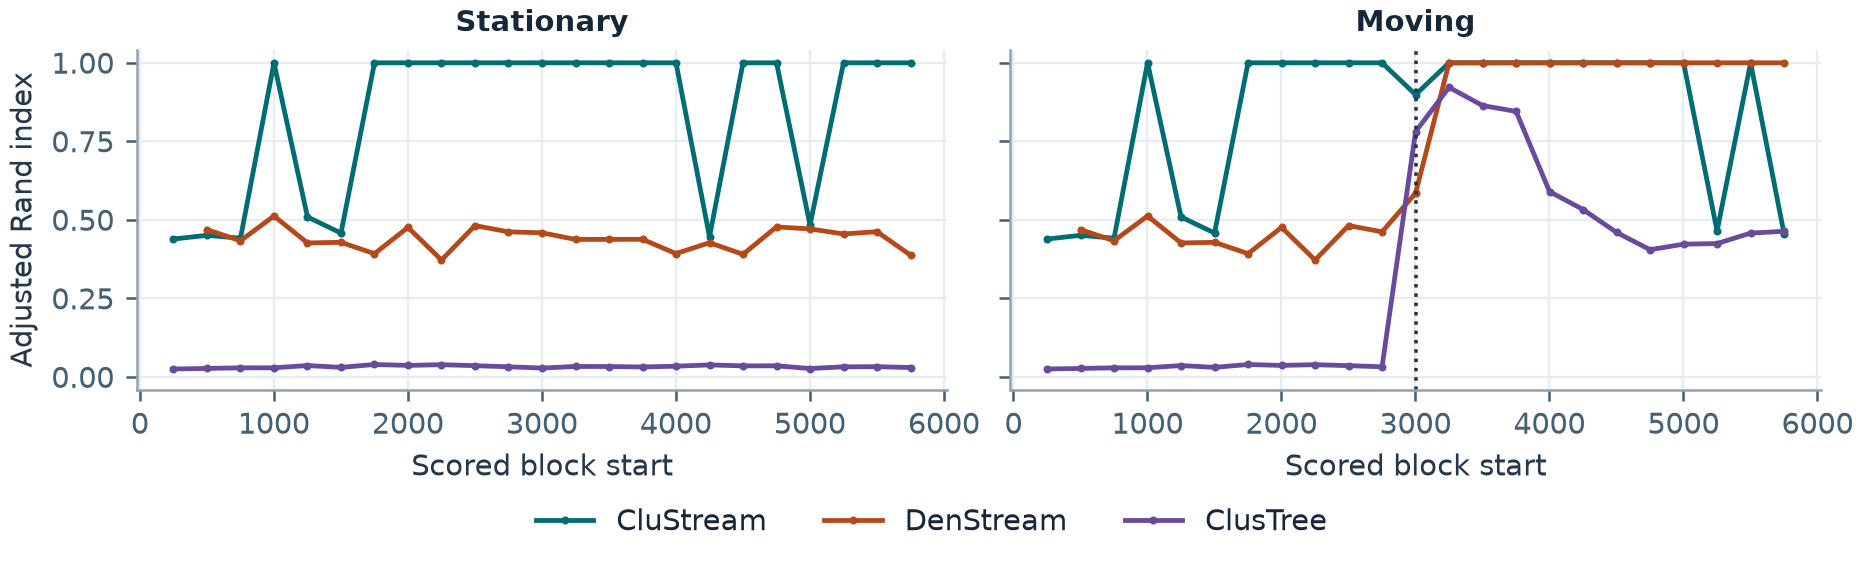 Stationary
Moving
Adjusted Rand index
1.00
0.75
0.50
0.25
0.00
0 1000 2000 3000 4000 5000 6000
0 1000 2000 3000 4000 5000 6000
Scored block start
Scored block start
CluStream DenStream ClusTree